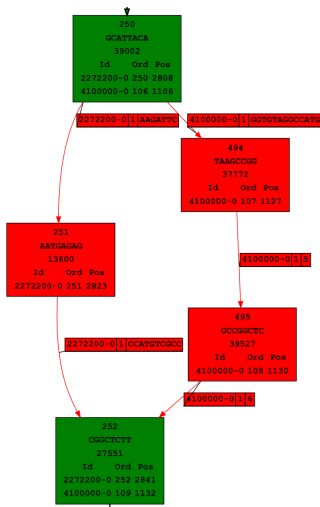 250
GCATTACA
39002
Id Ord Pos
2272200-0 250 2808
4100000-0 106 1106
2272200-0 1 AAGATTC
4100000-0 1 GGTGTAGGCCATG
494
TAAGCCGG
37772
Id Ord Pos
4100000-0 107 1127
251
AATGAGAG
13600
Id Ord Pos
2272200-0 251 2823
4100000-0 1 5
495
GCCGGCTC
39527
Id Ord Pos
4100000-0 108 1130
2272200-0 1 CCATGTCGCC
4100000-0 1 6
252
CGGCTCTT
27551
Id Ord Pos
2272200-0 252 2841
4100000-0 109 1132